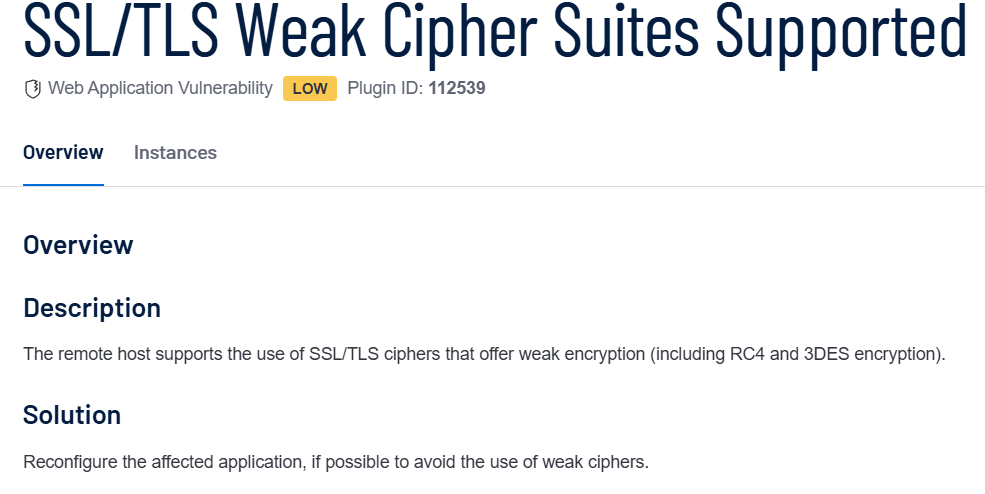 SSL/TLS Weak Cipher Suites Supported
Web Application Vulnerability LOW Plugin ID: 112539
Overview Instances
Overview
Description
The remote host supports the use of SSL/TLS ciphers that offer weak encryption (including RC4 and 3DES encryption).
Solution
Reconfigure the affected application, if possible to avoid the use of weak ciphers.